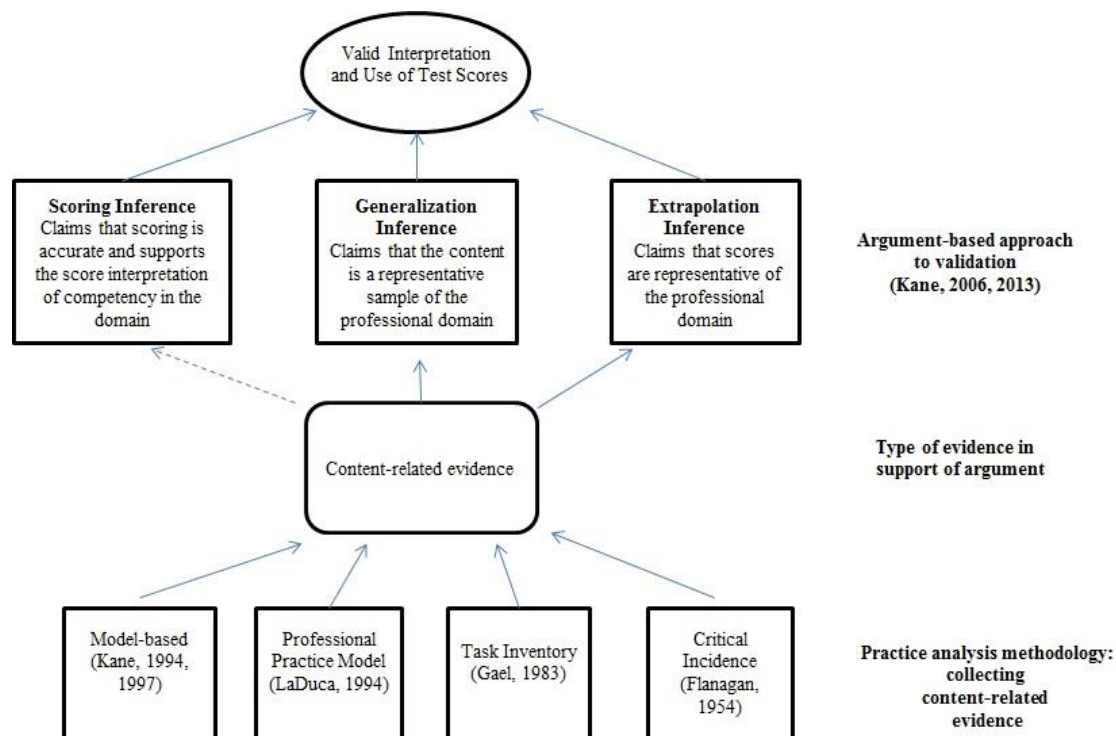 Valid Interpretation
and Use of Test Scores
Scoring Inference
Claims that scoring is
accurate and supports
the score interpretation
of competency in the
domain
Generalization
Inference
Claims that the content
is a representative
sample of the
professional domain
Extrapolation
Inference
Claims that scores
are representative of
the professional
domain
Argument-based approach
to validation
(Kane, 2006, 2013)
Content-related evidence
Type of evidence in
support of argument
Model-based
(Kane, 1994,
1997)
Professional
Practice Model
(LaDuca, 1994)
Task Inventory
(Gael, 1983)
Critical
Incidence
(Flanagan,
1954)
Practice analysis methodology:
collecting
content-related
evidence